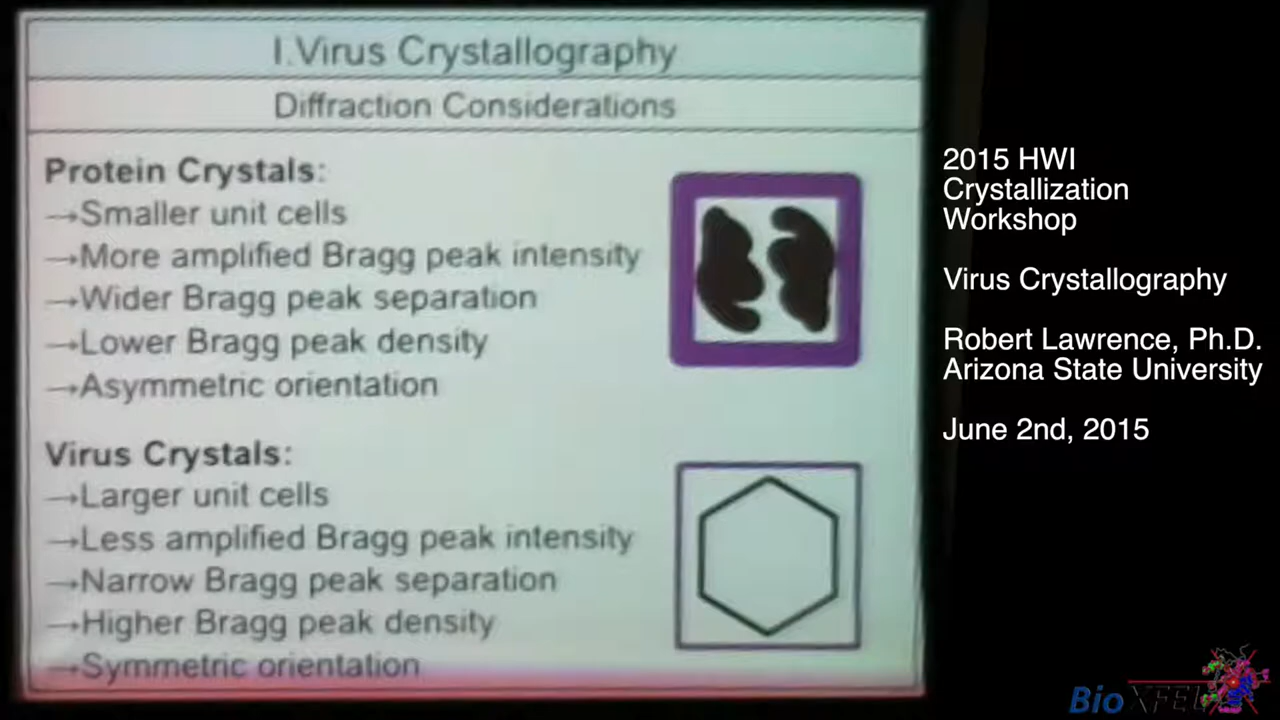 I.Virus Crystallography
Diffraction Considerations
Protein Crystals:
→Smaller unit cells
→More amplified Bragg peak intensity
→Wider Bragg peak separation
→Lower Bragg peak density
→Asymmetric orientation
Virus Crystals:
→Larger unit cells
→Less amplified Bragg peak intensity
→Narrow Bragg peak separation
→Higher Bragg peak density
→Symmetric orientation
2015 HWI
Crystallization
Workshop
Virus Crystallography
Robert Lawrence, Ph.D.
Arizona State University
June 2nd, 2015
BioXFEL